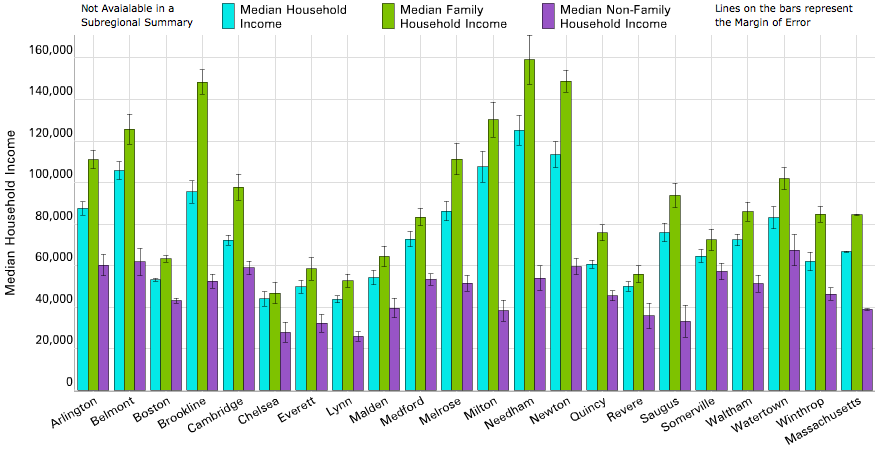 Not Avaialable in a
Subregional Summary
Median Household
Income
Median Family
Household Income
Median Non-Family
Household Income
Lines on the bars represent
the Margin of Error
Median Household Income
160,000
140,000
120,000
100,000
80,000
60,000
40,000
20,000
0
Arlington
Belmont
Boston
Brookline
Cambridge
Chelsea
Everett
Lynn
Malden
Medford
Melrose
Milton
Needham
Newton
Quincy
Revere
Saugus
Somerville
Waltham
Watertown
Winthrop
Massachusetts